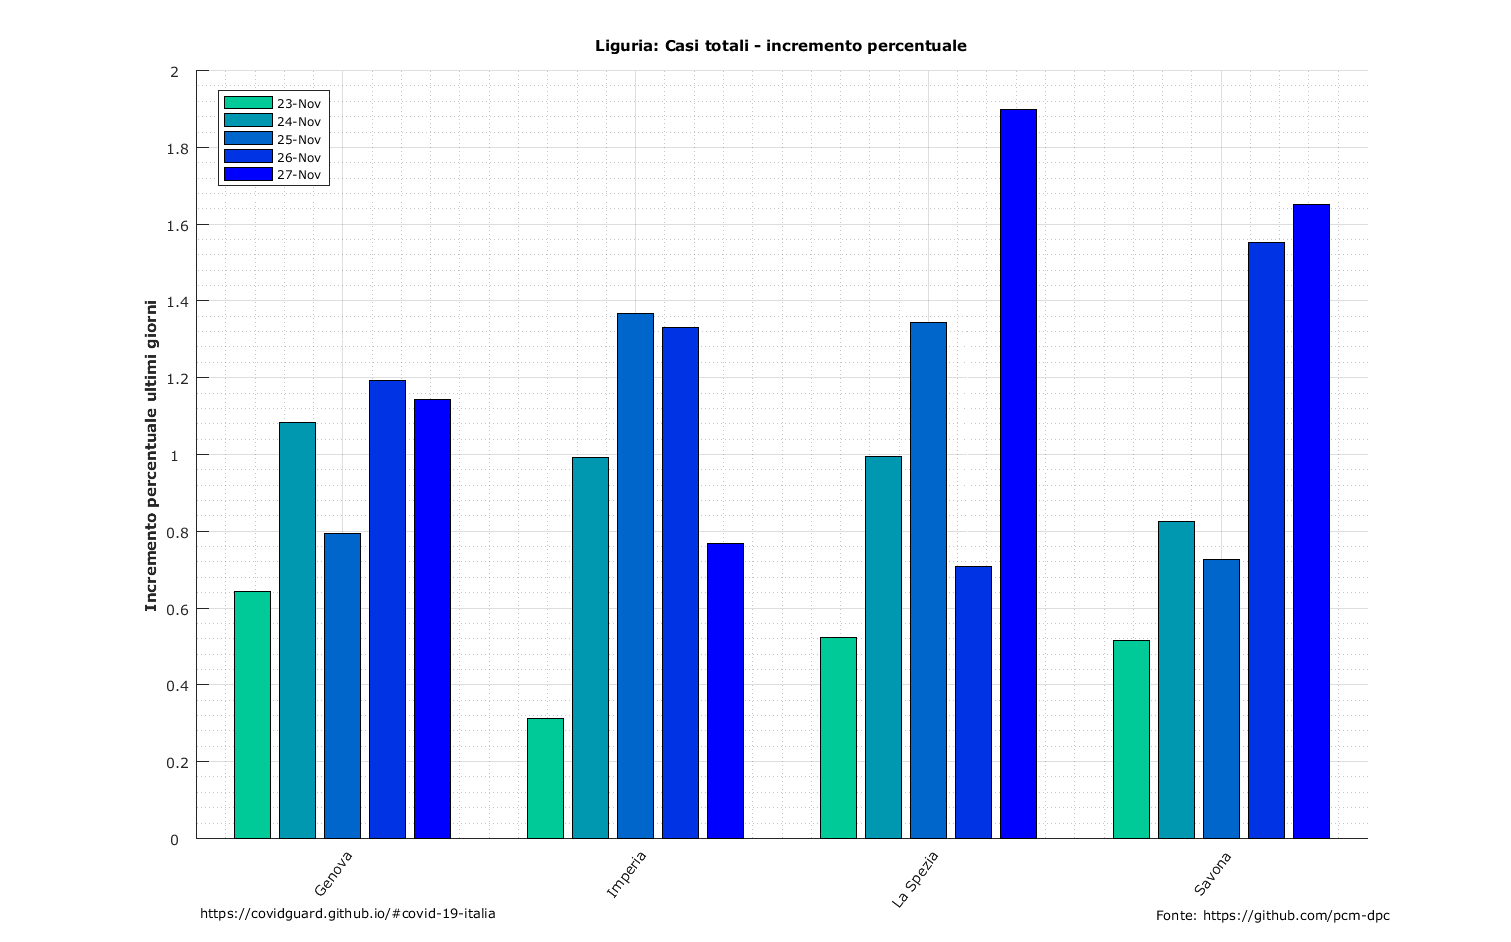 Liguria: Casi totali - incremento percentuale
23-Nov
24-Nov
25-Nov
26-Nov
27-Nov
Incremento percentuale ultimi giorni
2
1.8
1.6
1.4
1.2
1
0.8
0.6
0.4
0.2
0
Genova
Imperia
La Spezia
Savona
https://covidguard.github.io/#covid-19-italia
Fonte: https://github.com/pcm-dpc